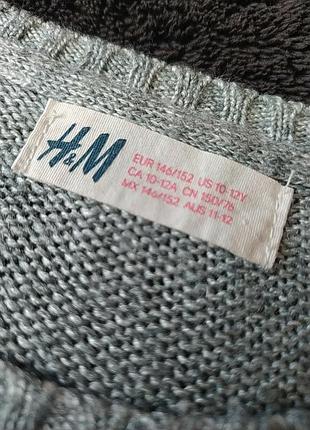 H&M
EUR 146/152 US 10-12Y
CA 10-12A CN 150/76
MX 146/152 AUS 11-12